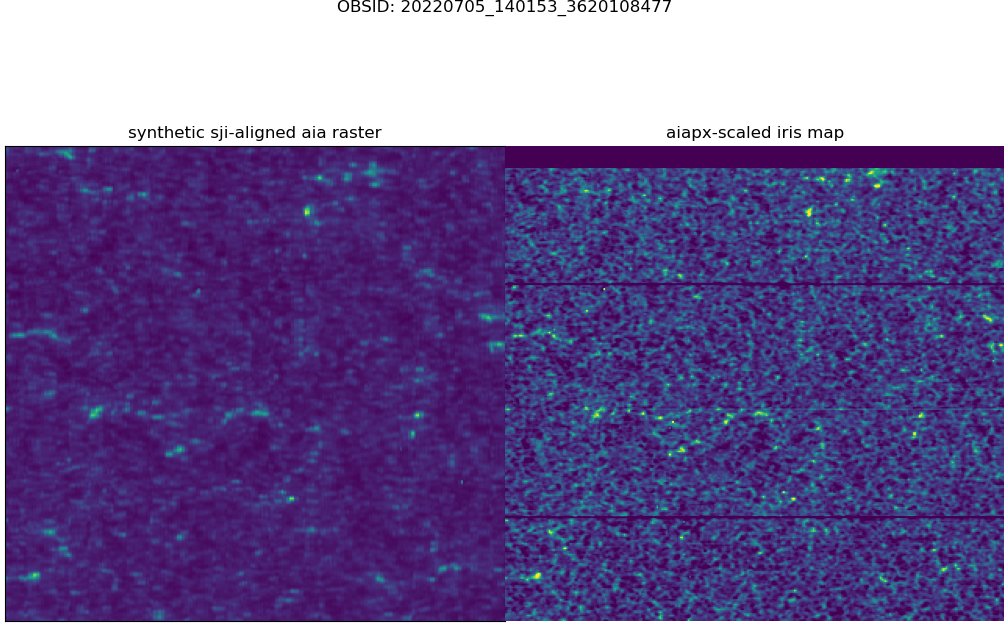 OBSID: 20220705_140153_3620108477
synthetic sji-aligned aia raster
aiapx-scaled iris map